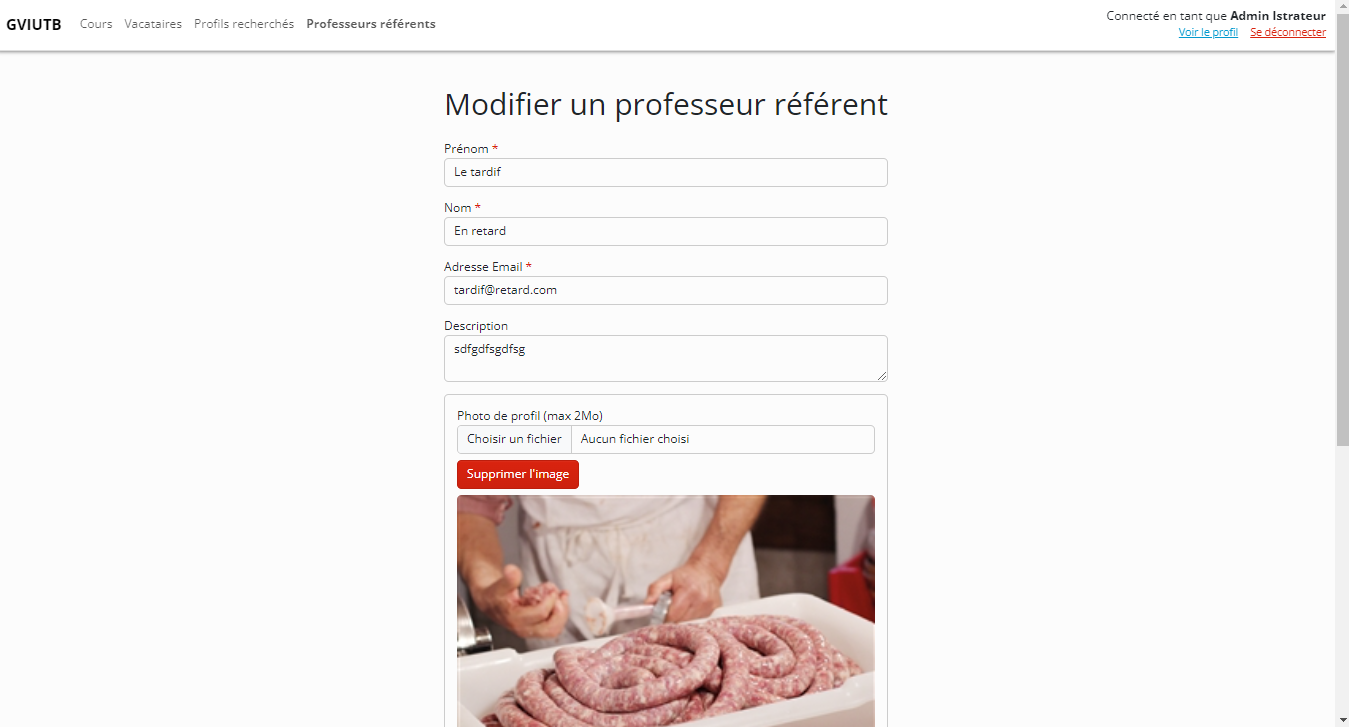 GVIUTB Cours Vacataires Profils recherchés Professeurs référents
Connecté en tant que Admin Istrateur
Voir le profil Se déconnecter
Modifier un professeur référent
Prénom *
Le tardif
Nom *
En retard
Adresse Email *
tardif@retard.com
Description
sdfgdfsgdfsg
Photo de profil (max 2Mo)
Choisir un fichier Aucun fichier choisi
Supprimer l'image